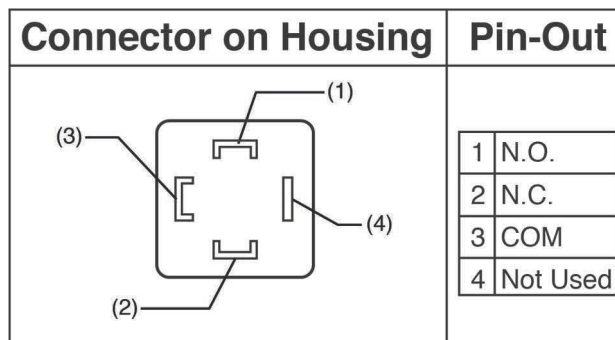 Connector on Housing
Pin-Out
(1)
(3)
(4)
(2)
1 N.O.
2 N.C.
3 COM
4 Not Used